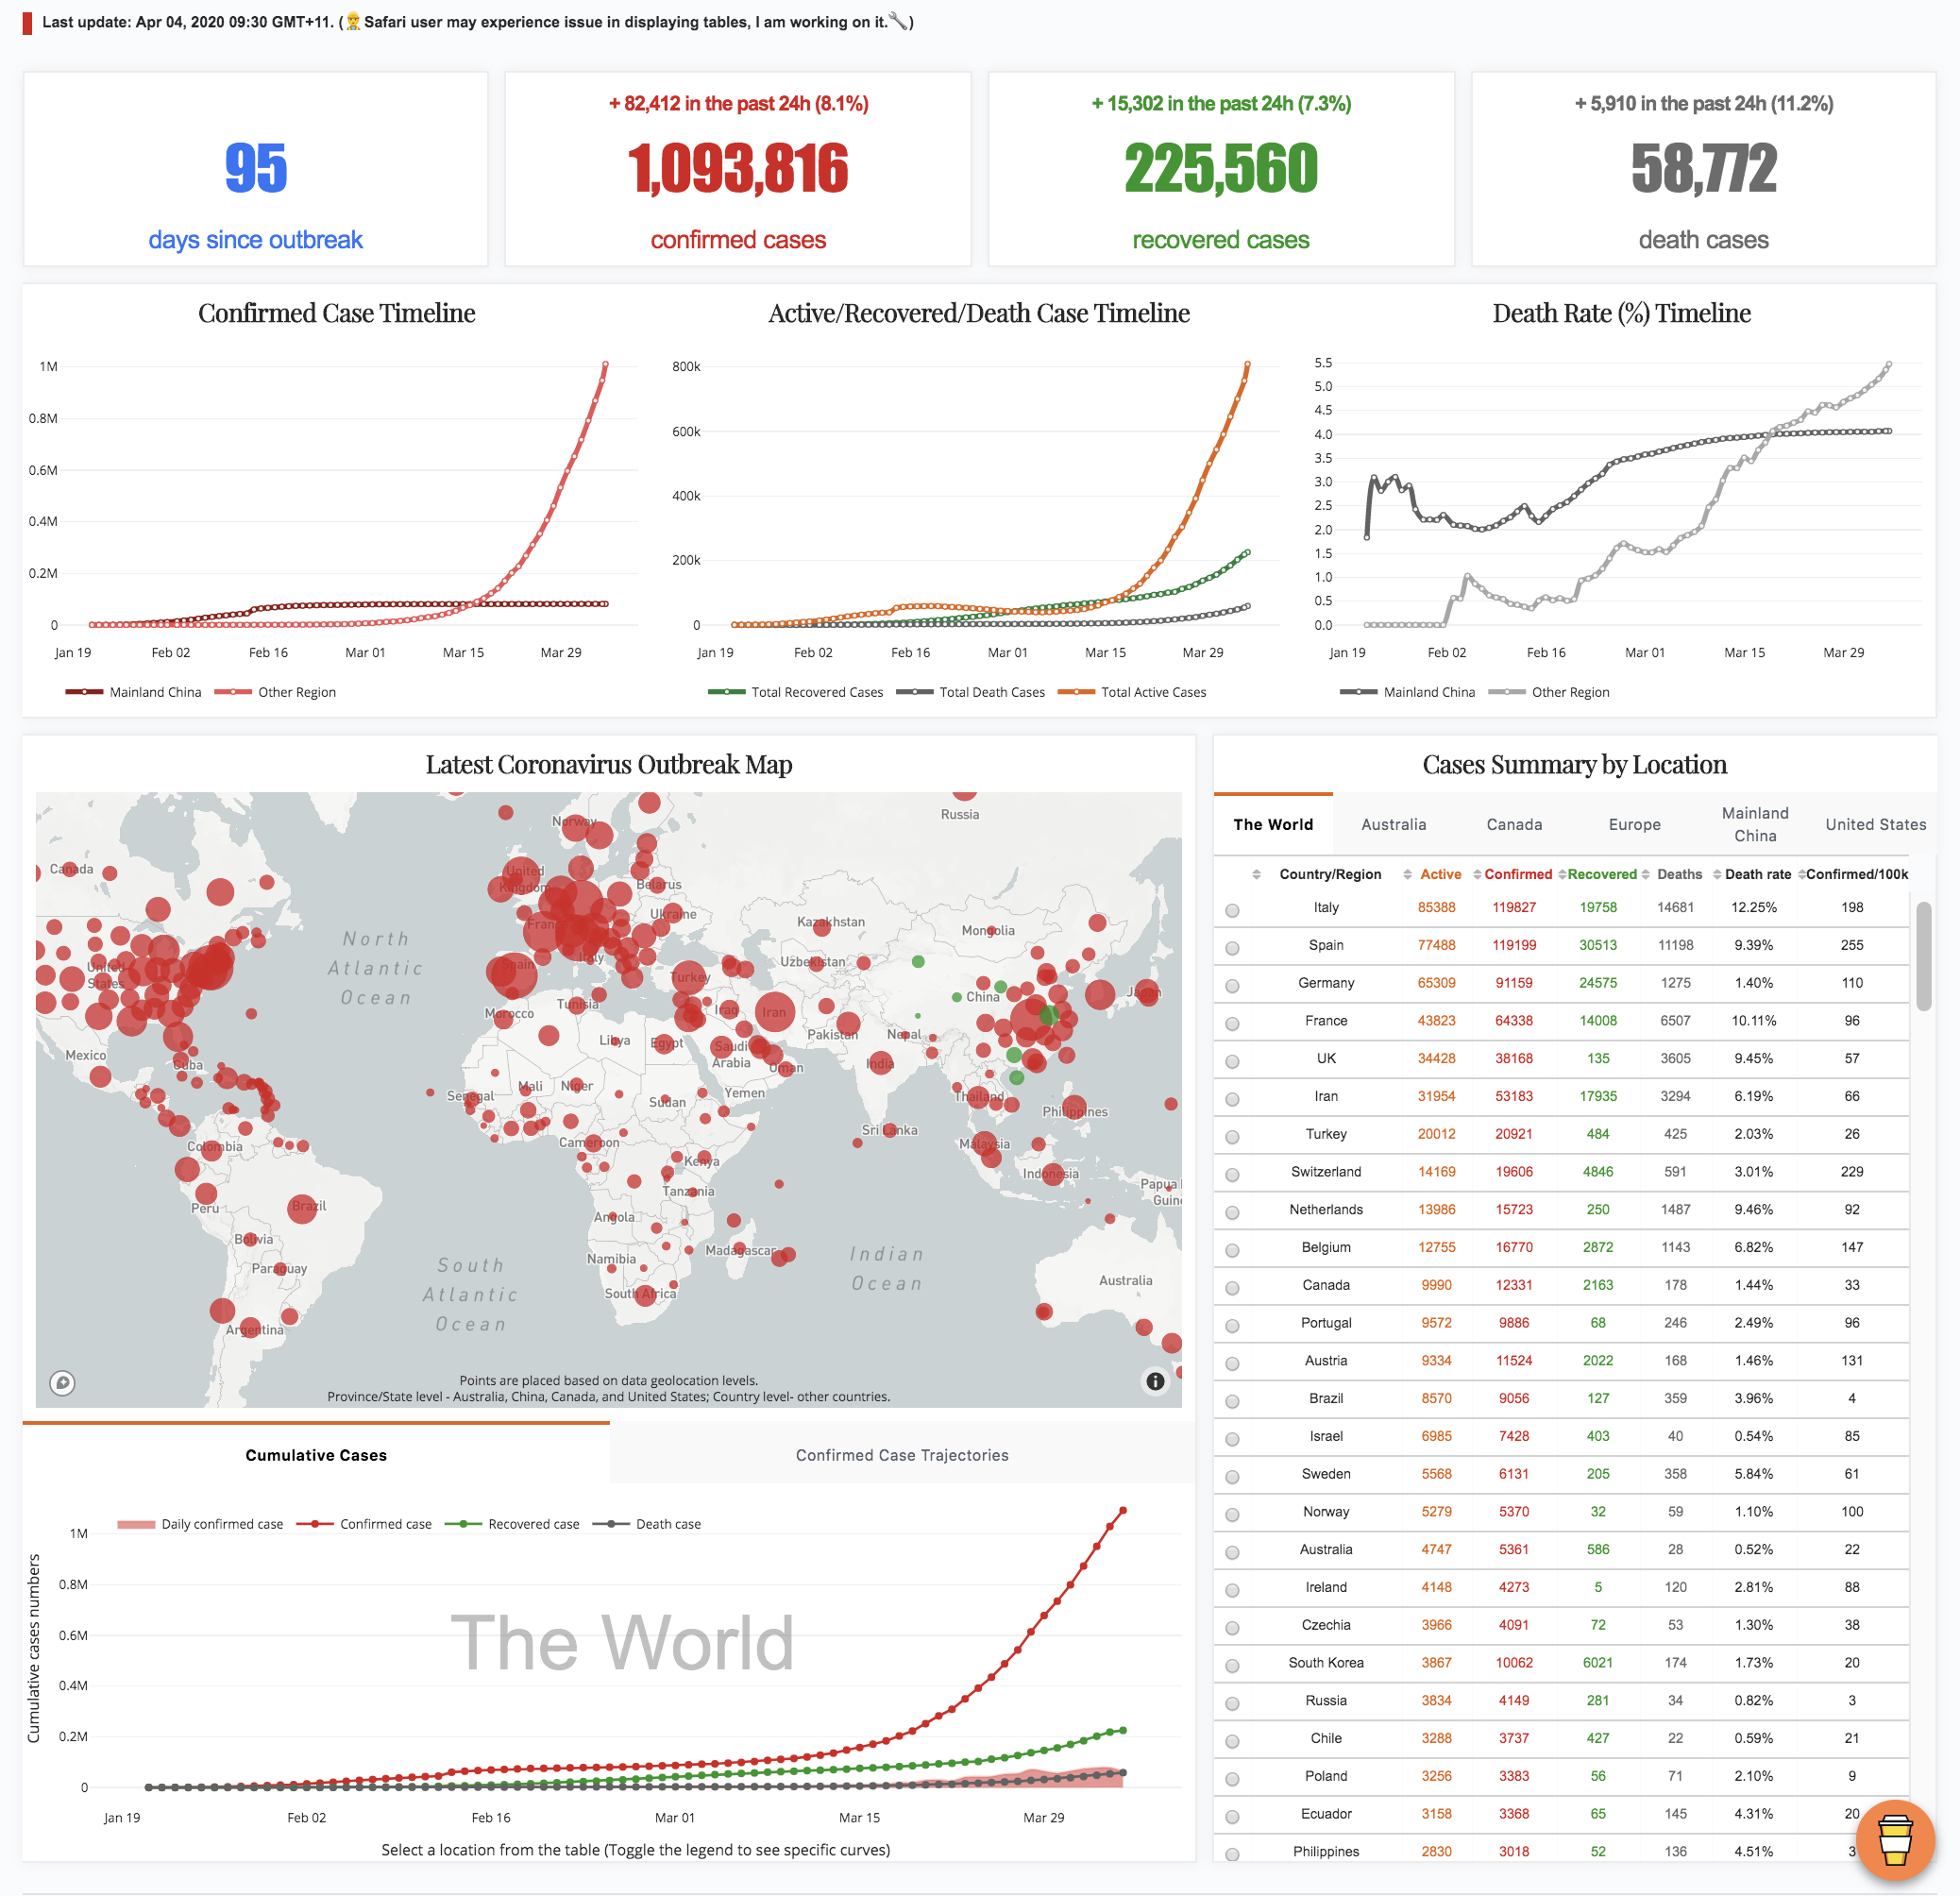 Last update: Apr 04, 2020 09:30 GMT+11. (👷Safari user may experience issue in displaying tables, I am working on it.🔧)
95
days since outbreak
+ 82,412 in the past 24h (8.1%)
1,093,816
confirmed cases
+ 15,302 in the past 24h (7.3%)
225,560
recovered cases
+ 5,910 in the past 24h (11.2%)
58,772
death cases
Confirmed Case Timeline
1M
0.8M
0.6M
0.4M
0.2M
0
Jan 19 Feb 02 Feb 16 Mar 01 Mar 15 Mar 29
Mainland China Other Region
Active/Recovered/Death Case Timeline
800k
600k
400k
200k
0
Jan 19 Feb 02 Feb 16 Mar 01 Mar 15 Mar 29
Total Recovered Cases Total Death Cases Total Active Cases
Death Rate (%) Timeline
5.5
5.0
4.5
4.0
3.5
3.0
2.5
2.0
1.5
1.0
0.5
0.0
Jan 19 Feb 02 Feb 16 Mar 01 Mar 15 Mar 29
Mainland China Other Region
Latest Coronavirus Outbreak Map
Russia
Norway
Canada
United
Kingdom
Belarus
Ukraine
France
Kazakhstan
Mongolia
North
Atlantic
Ocean
United
States
Italy
Spain
Uzbekistan
Turkey
China
Japan
Tunisia
Morocco
Iraq
Iran
Pakistan
Nepal
Mexico
Libya
Egypt
Saudi
Arabia
Oman
India
Cuba
Mali
Niger
Senegal
Sudan
Yemen
Thailand
Philippines
Sri Lanka
Colombia
Cameroon
Malaysia
Kenya
Indonesia
Tanzania
Papua
Guin
Peru
Brazil
Angola
Bolivia
Madagascar
Namibia
Indian
Ocean
Paraguay
South
Atlantic
Ocean
South Africa
Australia
Argentina
Points are placed based on data geolocation levels.
Province/State level - Australia, China, Canada, and United States; Country level- other countries.
Cumulative Cases Confirmed Case Trajectories
Daily confirmed case Confirmed case Recovered case Death case
Cumulative cases numbers
1M
0.8M
0.6M
0.4M
0.2M
0
The World
Jan 19 Feb 02 Feb 16 Mar 01 Mar 15 Mar 29
Select a location from the table (Toggle the legend to see specific curves)
Cases Summary by Location
The World Australia Canada Europe Mainland China United States
Country/Region Active Confirmed Recovered Deaths Death rate Confirmed/100k
Italy 85388 119827 19758 14681 12.25% 198
Spain 77488 119199 30513 11198 9.39% 255
Germany 65309 91159 24575 1275 1.40% 110
France 43823 64338 14008 6507 10.11% 96
UK 34428 38168 135 3605 9.45% 57
Iran 31954 53183 17935 3294 6.19% 66
Turkey 20012 20921 484 425 2.03% 26
Switzerland 14169 19606 4846 591 3.01% 229
Netherlands 13986 15723 250 1487 9.46% 92
Belgium 12755 16770 2872 1143 6.82% 147
Canada 9990 12331 2163 178 1.44% 33
Portugal 9572 9886 68 246 2.49% 96
Austria 9334 11524 2022 168 1.46% 131
Brazil 8570 9056 127 359 3.96% 4
Israel 6985 7428 403 40 0.54% 85
Sweden 5568 6131 205 358 5.84% 61
Norway 5279 5370 32 59 1.10% 100
Australia 4747 5361 586 28 0.52% 22
Ireland 4148 4273 5 120 2.81% 88
Czechia 3966 4091 72 53 1.30% 38
South Korea 3867 10062 6021 174 1.73% 20
Russia 3834 4149 281 34 0.82% 3
Chile 3288 3737 427 22 0.59% 21
Poland 3256 3383 56 71 2.10% 9
Ecuador 3158 3368 65 145 4.31% 20
Philippines 2830 3018 52 136 4.51% 3